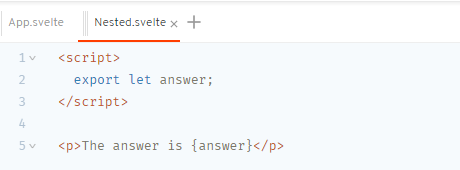 App.svelte Nested.svelte × +
1 <script>
2   export let answer;
3 </script>
4
5 <p>The answer is {answer}</p>